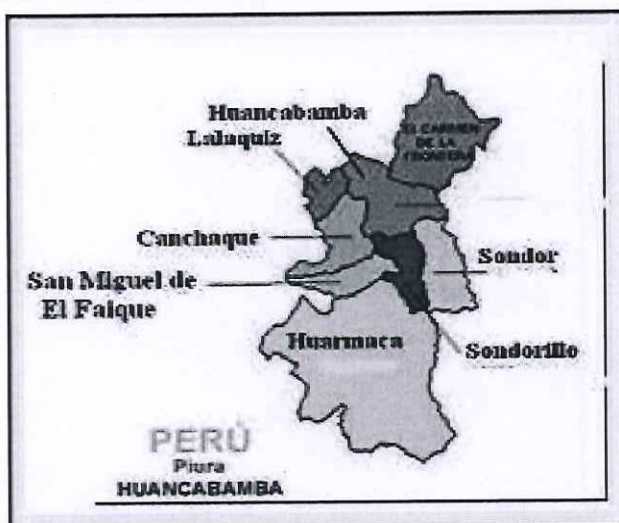 Huancabamba
Lalaquiz
EL CARMEN
DE LA
FRONTERA
Canchaque
Sondor
San Miguel de
El Faique
Huarmaca
Sondorillo
PERÚ
Piura
HUANCABAMBA